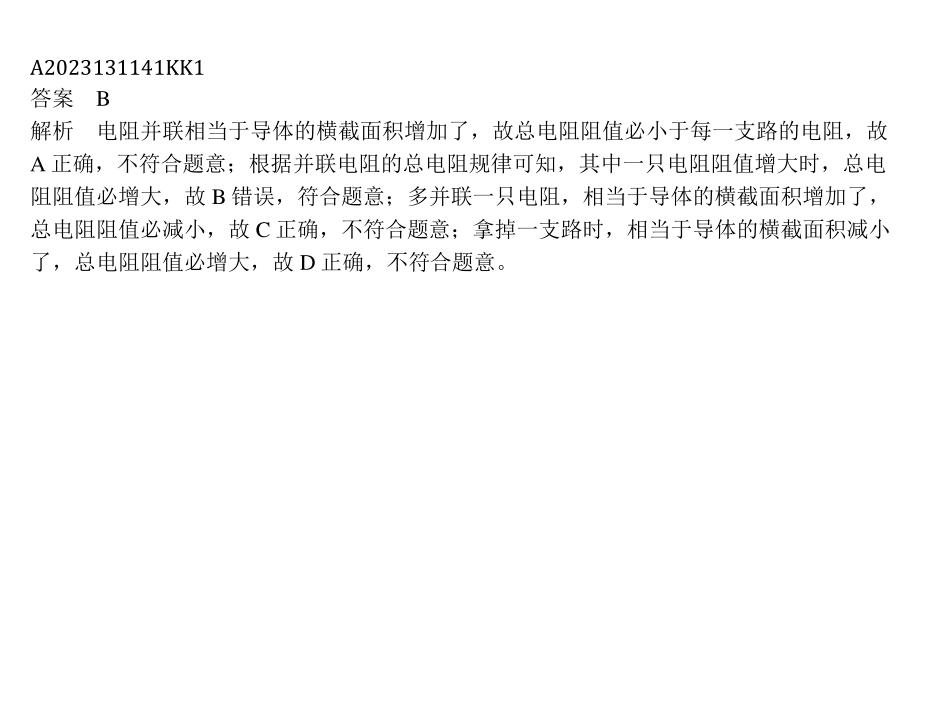 A2023131141KK1
答案　B
解析　电阻并联相当于导体的横截面积增加了，故总电阻阻值必小于每一支路的电阻，故
A 正确，不符合题意；根据并联电阻的总电阻规律可知，其中一只电阻阻值增大时，总电
阻阻值必增大，故 B 错误，符合题意；多并联一只电阻，相当于导体的横截面积增加了，
总电阻阻值必减小，故 C 正确，不符合题意；拿掉一支路时，相当于导体的横截面积减小
了，总电阻阻值必增大，故 D 正确，不符合题意。